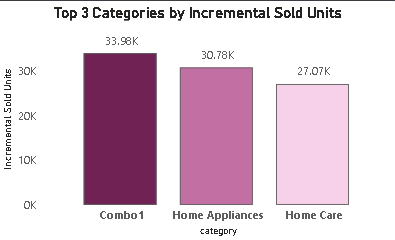 Top 3 Categories by Incremental Sold Units
33.98K
30.78K
27.07K
30K
20K
10K
0K
Incremental Sold Units
Combo1
Home Appliances
Home Care
category